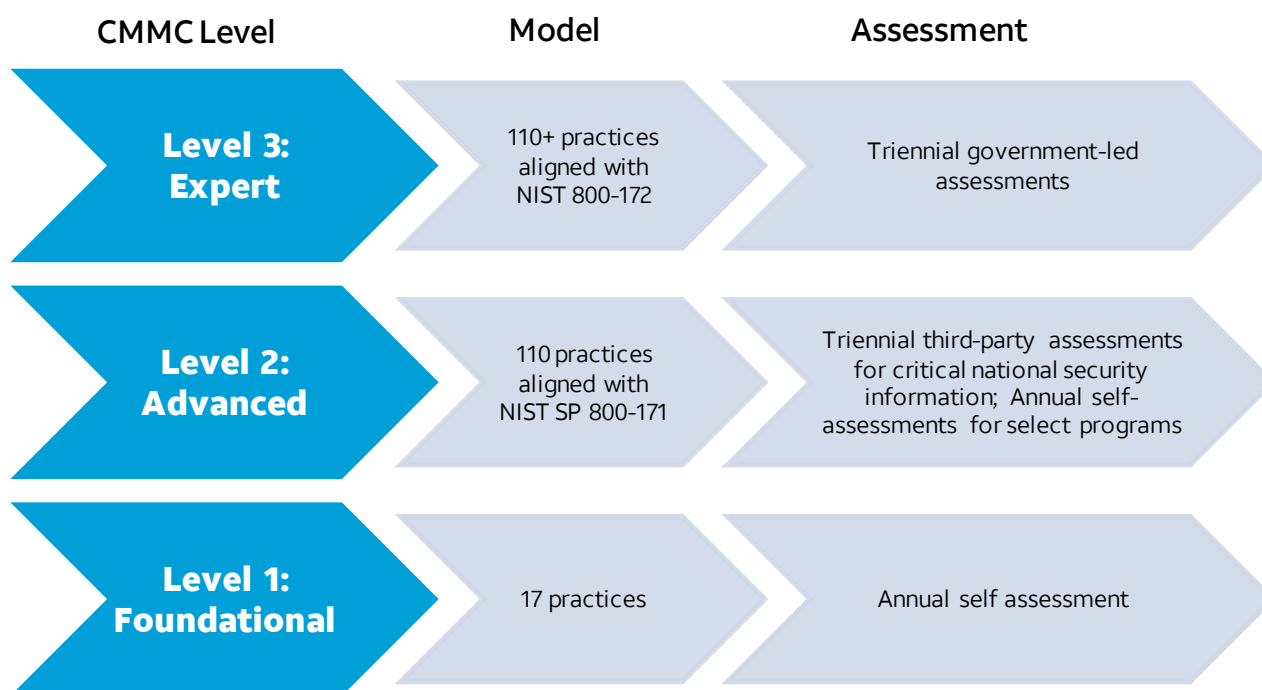 CMMC Level
Model
Assessment
Level 3:
Expert
110+ practices
aligned with
NIST 800-172
Triennial government-led
assessments
Level 2:
Advanced
110 practices
aligned with
NIST SP 800-171
Triennial third-party assessments
for critical national security
information; Annual self-
assessments for select programs
Level 1:
Foundational
17 practices
Annual self assessment